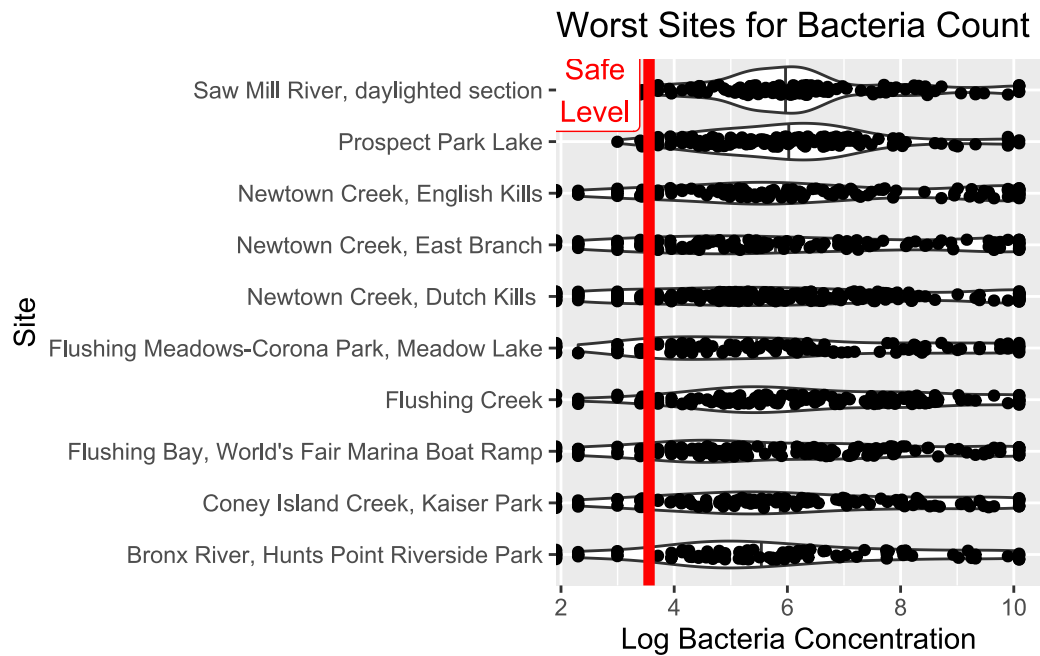 Worst Sites for Bacteria Count
Safe
Level
Saw Mill River, daylighted section
Prospect Park Lake
Newtown Creek, English Kills
Newtown Creek, East Branch
Newtown Creek, Dutch Kills
Flushing Meadows-Corona Park, Meadow Lake
Flushing Creek
Flushing Bay, World's Fair Marina Boat Ramp
Coney Island Creek, Kaiser Park
Bronx River, Hunts Point Riverside Park
Site
2 4 6 8 10
Log Bacteria Concentration